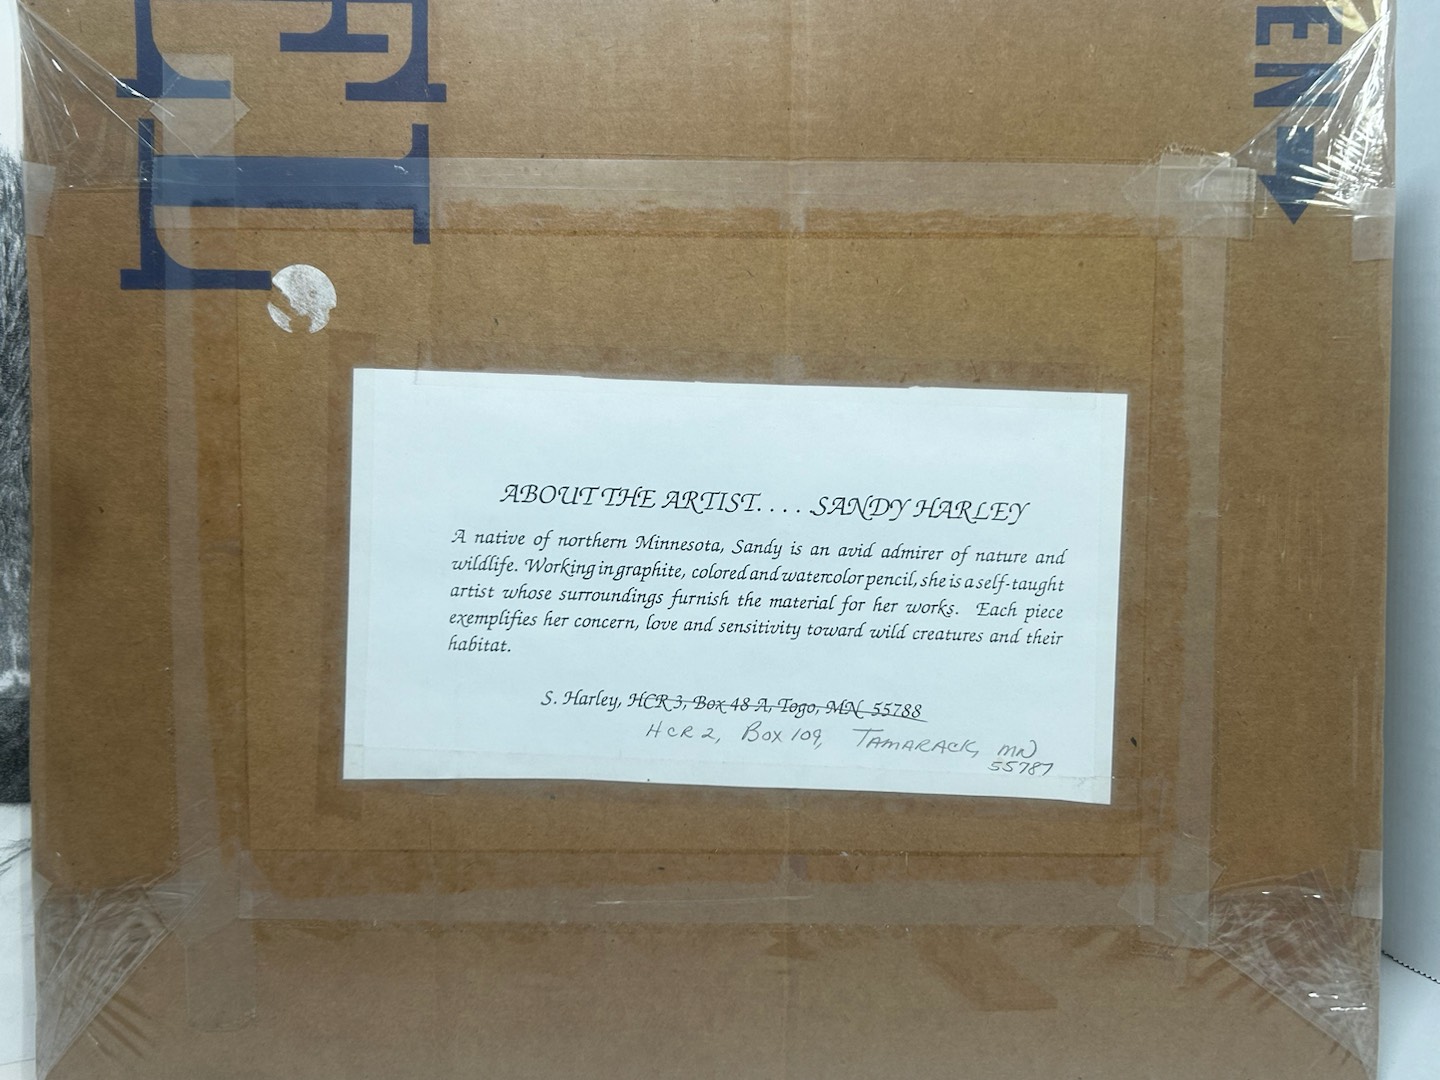 EN
ABOUT THE ARTIST. . . . SANDY HARLEY
A native of northern Minnesota, Sandy is an avid admirer of nature and
wildlife. Working in graphite, colored and watercolor pencil, she is a self-taught
artist whose surroundings furnish the material for her works. Each piece
exemplifies her concern, love and sensitivity toward wild creatures and their
habitat.
S. Harley, HCR 3, Box 48 A, Togo, MN 55788
HCR 2, Box 109, TAMARACK, MN
55787